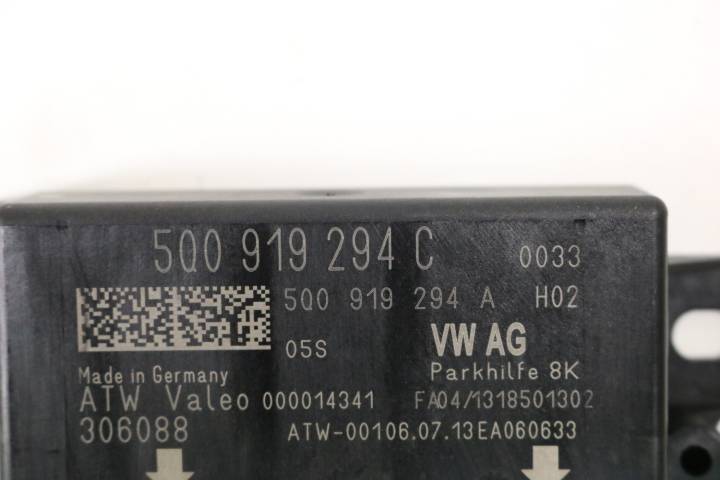 5Q0 919 294 C 0033
5Q0 919 294 A H02
05S VW AG
Parkhilfe 8K
Made in Germany
ATW Valeo 000014341 FA04/1318501302
306088 ATW-00106.07.13EA060633